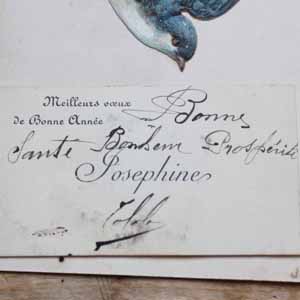 Meilleurs vœux
de Bonne Année
Bonne
Santé Bonheur Prospérité
Josephine